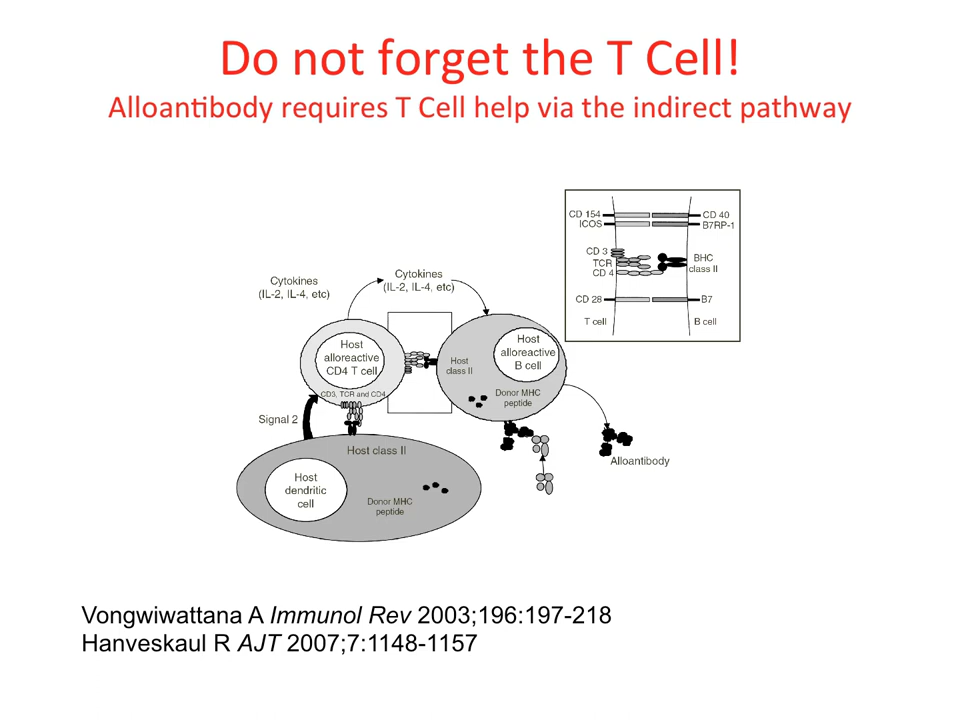 Do not forget the T Cell!
Alloantibody requires T Cell help via the indirect pathway
CD 154
CD 40
ICOS
B7RP-1
CD 3
TCR
CD 4
BHC
class II
CD 28
B7
T cell
B cell
Cytokines
(IL-2, IL-4, etc)
Cytokines
(IL-2, IL-4, etc)
Host
alloreactive
CD4 T cell
CD3, TCR and CD4
Host
class II
Host
alloreactive
B cell
Donor MHC
peptide
Signal 2
Host class II
Host
dendritic
cell
Donor MHC
peptide
Alloantibody
Vongwiwattana A Immunol Rev 2003;196:197-218
Hanveskaul R AJT 2007;7:1148-1157